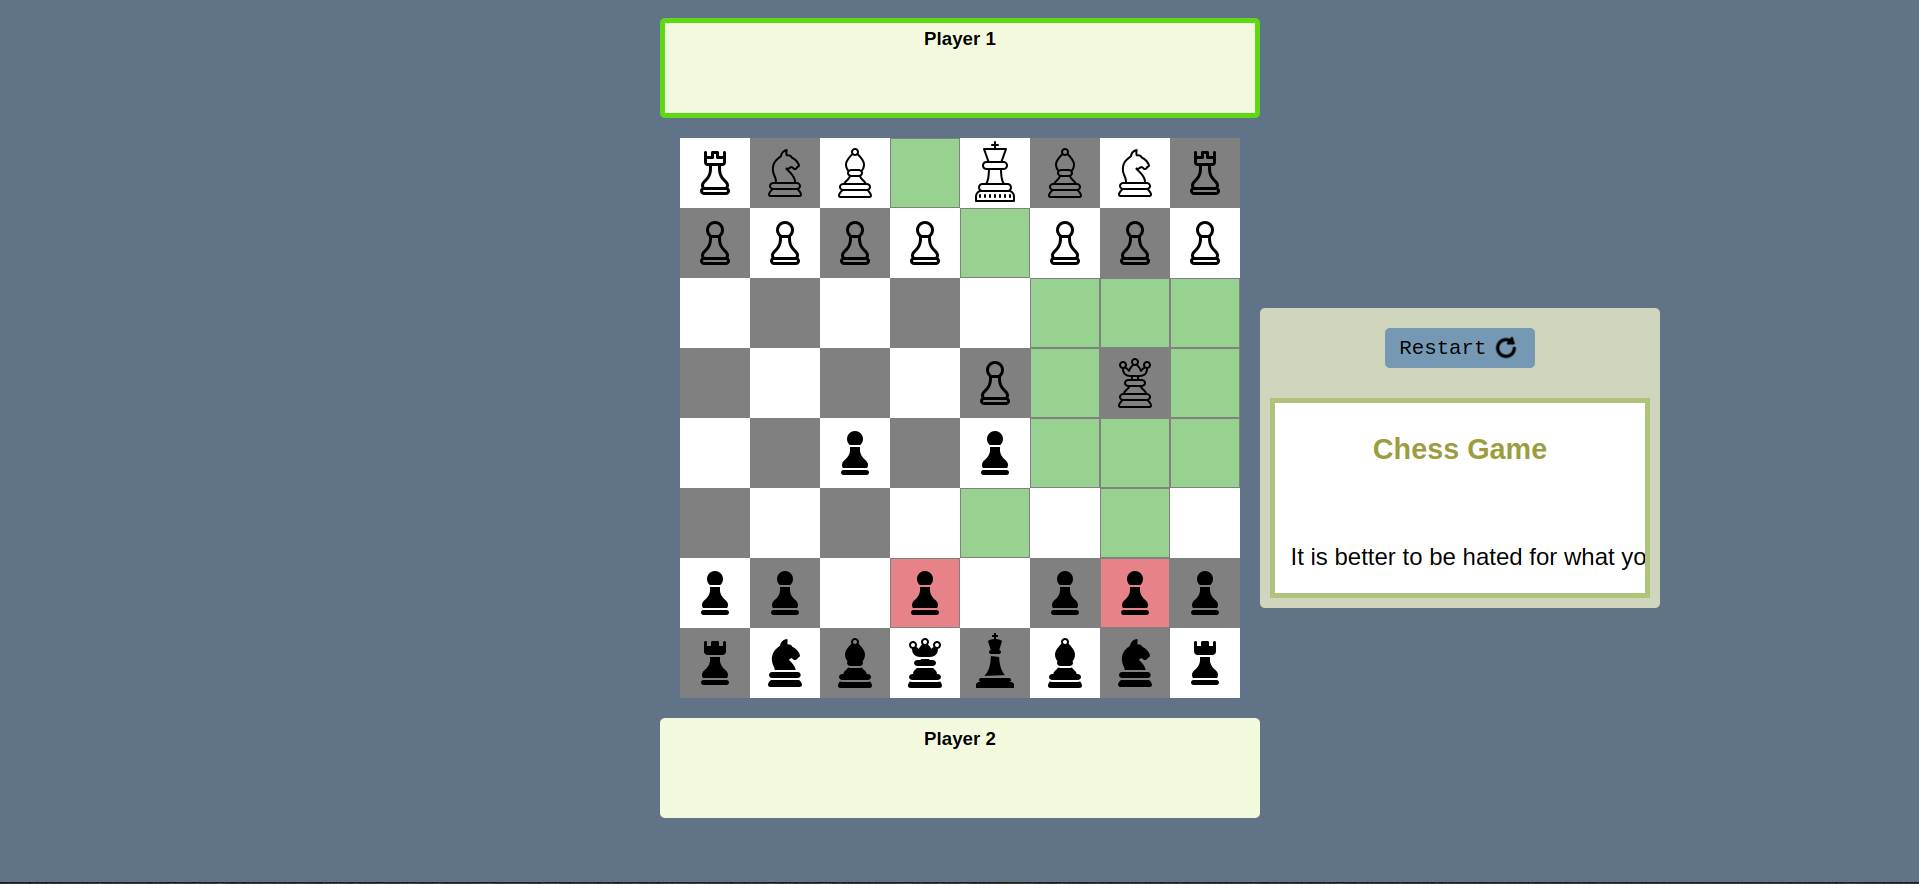 Player 1
Restart
Chess Game
It is better to be hated for what yo
Player 2